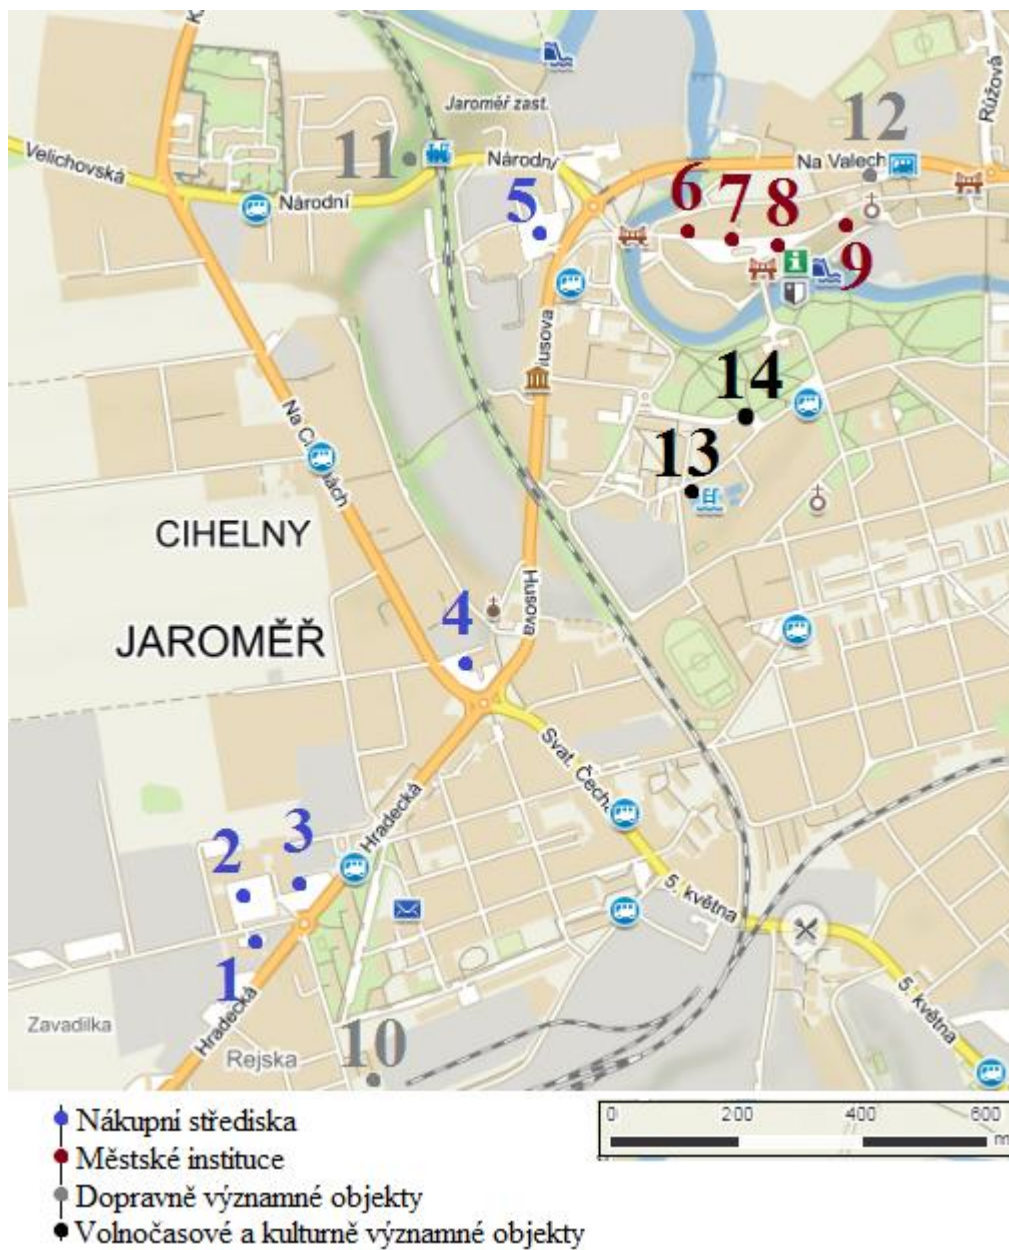 K
Jaroměř zast.
Růžová
11
12
Velichovská
Národní
Na Valech
Národní
5
6
7
8
9
Husova
14
Na C
nách
13
CIHELNY
Husova
JAROMĚŘ
4
Svat. Čech
Hradecká
2
3
5. května
1
Hradecká
5. května
Zavadilka
Rejska
10
0 200 400 600
m
Nákupní střediska
Městské instituce
Dopravně významné objekty
Volnočasové a kulturně významné objekty